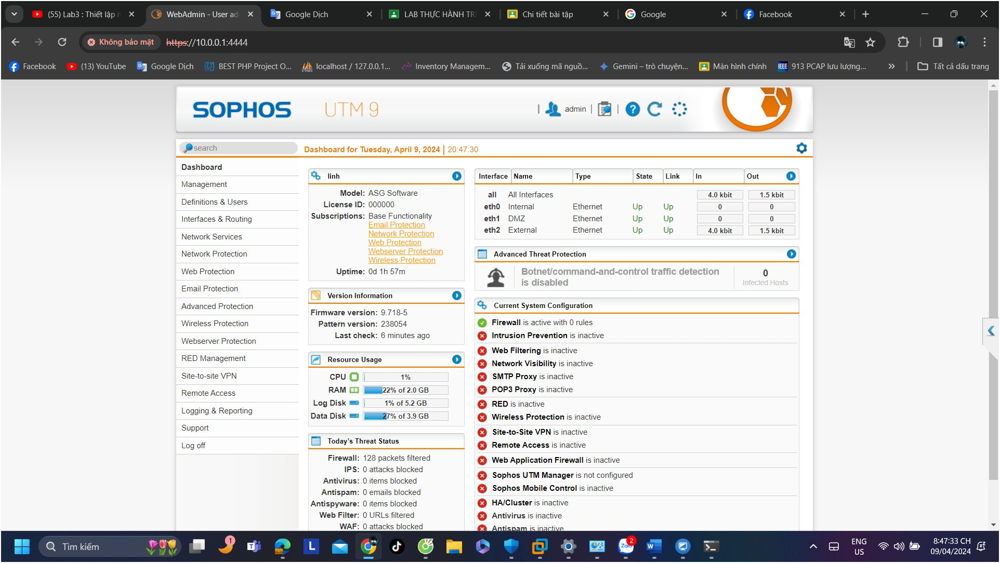 (55) Lab3 : Thiết lập n
WebAdmin - User ad
Google Dịch
LAB THỰC HÀNH TR
Chi tiết bài tập
Google
Facebook
Không bảo mật
https://10.0.0.1:4444
Facebook
(13) YouTube
Google Dịch
BEST PHP Project O...
localhost / 127.0.0.1...
Inventory Managem...
Tải xuống mã nguồ...
Gemini – trò chuyện...
Màn hình chính
IEEE
913 PCAP lưu lượng...
Tất cả dấu trang
SOPHOS UTM 9
admin
search
Dashboard for Tuesday, April 9, 2024 | 20:47:30
Dashboard
Management
Definitions & Users
Interfaces & Routing
Network Services
Network Protection
Web Protection
Email Protection
Advanced Protection
Wireless Protection
Webserver Protection
RED Management
Site-to-site VPN
Remote Access
Logging & Reporting
Support
Log off
linh
Model: ASG Software
License ID: 000000
Subscriptions: Base Functionality
Email Protection
Network Protection
Web Protection
Webserver Protection
Wireless Protection
Uptime: 0d 1h 57m
Version Information
Firmware version: 9.718-5
Pattern version: 238054
Last check: 6 minutes ago
Resource Usage
CPU 1%
RAM 22% of 2.0 GB
Log Disk 1% of 5.2 GB
Data Disk 27% of 3.9 GB
Today's Threat Status
Firewall: 128 packets filtered
IPS: 0 attacks blocked
Antivirus: 0 items blocked
Antispam: 0 emails blocked
Antispyware: 0 items blocked
Web Filter: 0 URLs filtered
WAF: 0 attacks blocked
Interface Name Type State Link In Out
all All Interfaces 4.0 kbit 1.5 kbit
eth0 Internal Ethernet Up Up 0 0
eth1 DMZ Ethernet Up Up 0 0
eth2 External Ethernet Up Up 4.0 kbit 1.5 kbit
Advanced Threat Protection
Botnet/command-and-control traffic detection
is disabled
0
Infected Hosts
Current System Configuration
Firewall is active with 0 rules
Intrusion Prevention is inactive
Web Filtering is inactive
Network Visibility is inactive
SMTP Proxy is inactive
POP3 Proxy is inactive
RED is inactive
Wireless Protection is inactive
Site-to-Site VPN is inactive
Remote Access is inactive
Web Application Firewall is inactive
Sophos UTM Manager is not configured
Sophos Mobile Control is inactive
HA/Cluster is inactive
Antivirus is inactive
Antispam is inactive
Tìm kiếm
1
L
Zalo
2
ENG
US
8:47:33 CH
09/04/2024